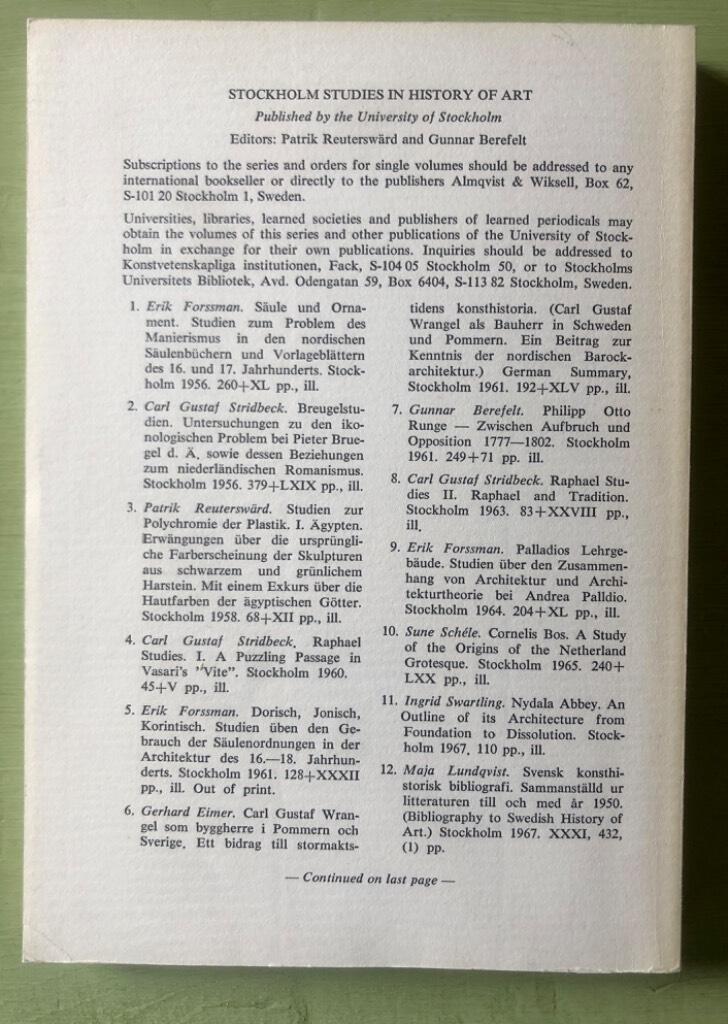 STOCKHOLM STUDIES IN HISTORY OF ART
Published by the University of Stockholm
Editors: Patrik Reuterswärd and Gunnar Berefelt
Subscriptions to the series and orders for single volumes should be addressed to any
international bookseller or directly to the publishers Almqvist & Wiksell, Box 62,
S-101 20 Stockholm 1, Sweden.
Universities, libraries, learned societies and publishers of learned periodicals may
obtain the volumes of this series and other publications of the University of Stock-
holm in exchange for their own publications. Inquiries should be addressed to
Konstvetenskapliga institutionen, Fack, S-104 05 Stockholm 50, or to Stockholms
Universitets Bibliotek, Avd. Odengatan 59, Box 6404, S-113 82 Stockholm, Sweden.
1. Erik Forssman. Säule und Orna-
ment. Studien zum Problem des
Manierismus in den nordischen
Säulenbüchern und Vorlageblättern
des 16. und 17. Jahrhunderts. Stock-
holm 1956. 260+XL pp., ill.
2. Carl Gustaf Stridbeck. Breugelstu-
dien. Untersuchungen zu den iko-
nologischen Problem bei Pieter Brue-
gel d. Ä. sowie dessen Beziehungen
zum niederländischen Romanismus.
Stockholm 1956. 379+LXIX pp., ill.
3. Patrik Reuterswärd. Studien zur
Polychromie der Plastik. I. Ägypten.
Erwängungen über die ursprüngli-
che Farberscheinung der Skulpturen
aus schwarzem und grünlichem
Harstein. Mit einem Exkurs über die
Hautfarben der ägyptischen Götter.
Stockholm 1958. 68+XII pp., ill.
4. Carl Gustaf Stridbeck. Raphael
Studies. I. A Puzzling Passage in
Vasari's "Vite". Stockholm 1960.
45+V pp., ill.
5. Erik Forssman. Dorisch, Jonisch,
Korintisch. Studien üben den Ge-
brauch der Säulenordnungen in der
Architektur des 16.—18. Jahrhun-
derts. Stockholm 1961. 128+XXXII
pp., ill. Out of print.
6. Gerhard Eimer. Carl Gustaf Wran-
gel som byggherre i Pommern och
Sverige. Ett bidrag till stormakts-
tidens konsthistoria. (Carl Gustaf
Wrangel als Bauherr in Schweden
und Pommern. Ein Beitrag zur
Kenntnis der nordischen Barock-
architektur.) German Summary,
Stockholm 1961. 192+XLV pp., ill.
7. Gunnar Berefelt. Philipp Otto
Runge — Zwischen Aufbruch und
Opposition 1777—1802. Stockholm
1961. 249+71 pp. ill.
8. Carl Gustaf Stridbeck. Raphael Stu-
dies II. Raphael and Tradition.
Stockholm 1963. 83+XXVIII pp.,
ill.
9. Erik Forssman. Palladios Lehrge-
bäude. Studien über den Zusammen-
hang von Architektur und Archi-
tekturtheorie bei Andrea Palldio.
Stockholm 1964. 204+XL pp., ill.
10. Sune Schéle. Cornelis Bos. A Study
of the Origins of the Netherland
Grotesque. Stockholm 1965. 240+
LXX pp., ill.
11. Ingrid Swartling. Nydala Abbey. An
Outline of its Architecture from
Foundation to Dissolution. Stock-
holm 1967. 110 pp., ill.
12. Maja Lundqvist. Svensk konsthi-
storisk bibliografi. Sammanställd ur
litteraturen till och med år 1950.
(Bibliography to Swedish History of
Art.) Stockholm 1967. XXXI, 432,
(1) pp.
— Continued on last page —